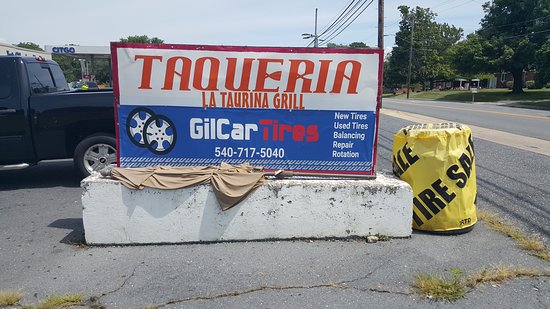 CITGO
TAQUERIA
LA TAURINA GRILL
GilCar Tires
New Tires
Used Tires
Balancing
Repair
Rotation
540-717-5040
TIRE SA